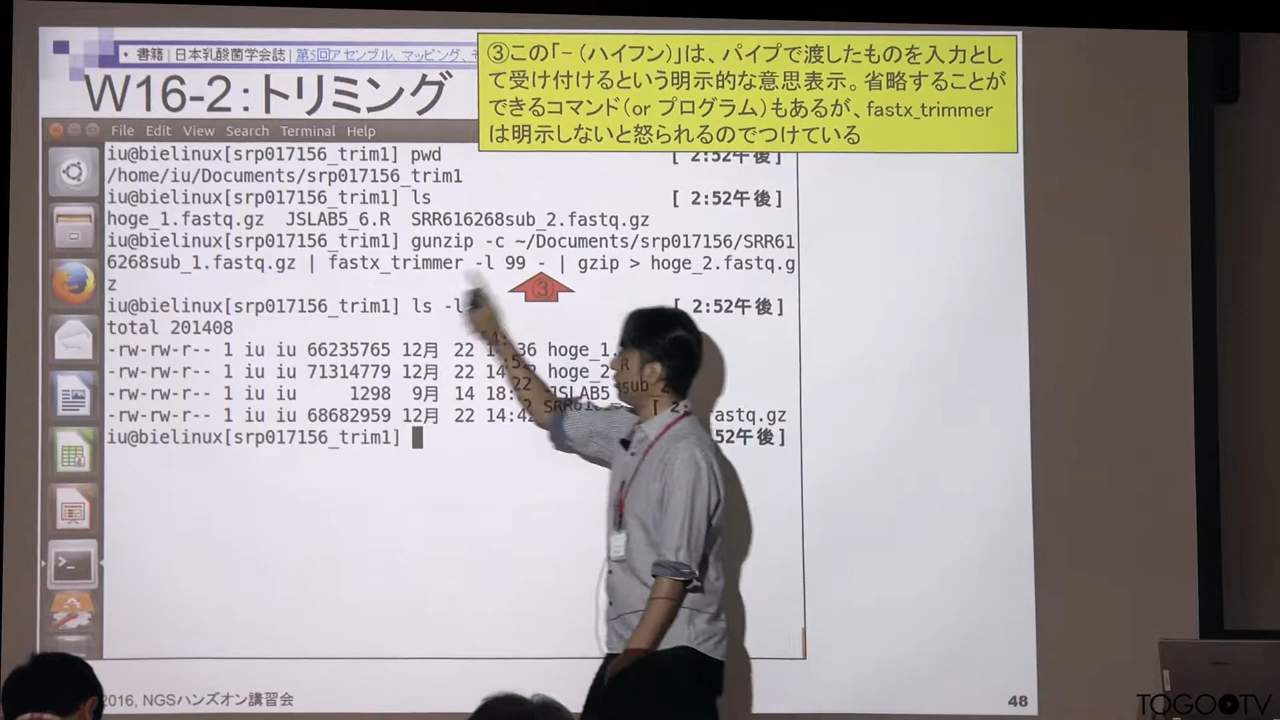 • 書籍 | 日本乳酸菌学会誌 | 第5回アセンブル、マッピング、
W16-2:トリミング
③この「－(ハイフン)」は、パイプで渡したものを入力とし
て受け付けるという明示的な意思表示。省略することが
できるコマンド(or プログラム)もあるが、fastx_trimmer
は明示しないと怒られるのでつけている
File Edit View Search Terminal Help
iu@bielinux[srp017156_trim1] pwd [ 2:52午後]
/home/iu/Documents/srp017156_trim1
iu@bielinux[srp017156_trim1] ls [ 2:52午後]
hoge_1.fastq.gz JSLAB5_6.R SRR616268sub_2.fastq.gz
iu@bielinux[srp017156_trim1] gunzip -c ~/Documents/srp017156/SRR61
6268sub_1.fastq.gz | fastx_trimmer -l 99 - | gzip > hoge_2.fastq.g
z
③
iu@bielinux[srp017156_trim1] ls -l [ 2:52午後]
total 201408
-rw-rw-r-- 1 iu iu 66235765 12月 22 36 hoge_1.
-rw-rw-r-- 1 iu iu 71314779 12月 22 14: hoge_2
-rw-rw-r-- 1 iu iu 1298 9月 14 18: JSLAB5
-rw-rw-r-- 1 iu iu 68682959 12月 22 14:42 fastq.gz
iu@bielinux[srp017156_trim1] 52午後]
2016, NGSハンズオン講習会
48
TOGOTV